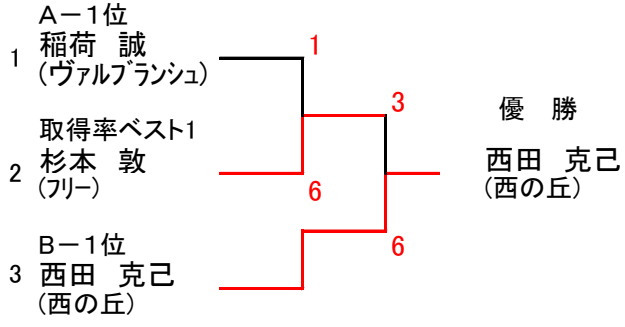 A－1位
1 稲荷 誠
(ヴァルブランシュ)
1
3
取得率ベスト1
2 杉本 敦
(フリー)
6
優 勝
西田 克己
(西の丘)
B－1位
6
3 西田 克己
(西の丘)